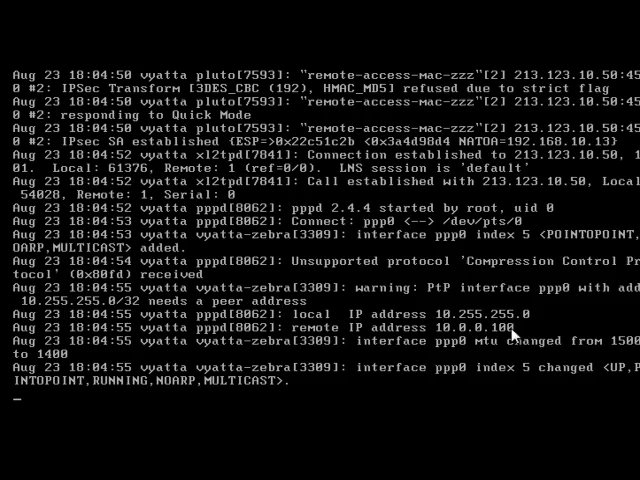 Aug 23 18:04:50 vyatta pluto[7593]: "remote-access-mac-zzz"[2] 213.123.10.50:45
0 #2: IPSec Transform [3DES_CBC (192), HMAC_MD5] refused due to strict flag
Aug 23 18:04:50 vyatta pluto[7593]: "remote-access-mac-zzz"[2] 213.123.10.50:45
0 #2: responding to Quick Mode
Aug 23 18:04:50 vyatta pluto[7593]: "remote-access-mac-zzz"[2] 213.123.10.50:45
0 #2: IPsec SA established {ESP=>0x22c51c2b <0x3a4d98d4 NATOA=192.168.10.13}
Aug 23 18:04:52 vyatta xl2tpd[7841]: Connection established to 213.123.10.50, 1
01.  Local: 61376, Remote: 1 (ref=0/0).  LNS session is 'default'
Aug 23 18:04:52 vyatta xl2tpd[7841]: Call established with 213.123.10.50, Local
 54028, Remote: 1, Serial: 0
Aug 23 18:04:52 vyatta pppd[8062]: pppd 2.4.4 started by root, uid 0
Aug 23 18:04:53 vyatta pppd[8062]: Connect: ppp0 <--> /dev/pts/0
Aug 23 18:04:53 vyatta vyatta-zebra[3309]: interface ppp0 index 5 <POINTOPOINT,
OARP,MULTICAST> added.
Aug 23 18:04:54 vyatta pppd[8062]: Unsupported protocol 'Compression Control Pr
tocol' (0x80fd) received
Aug 23 18:04:55 vyatta vyatta-zebra[3309]: warning: PtP interface ppp0 with add
 10.255.255.0/32 needs a peer address
Aug 23 18:04:55 vyatta pppd[8062]: local  IP address 10.255.255.0
Aug 23 18:04:55 vyatta pppd[8062]: remote IP address 10.0.0.100
Aug 23 18:04:55 vyatta vyatta-zebra[3309]: interface ppp0 mtu changed from 1500
to 1400
Aug 23 18:04:55 vyatta vyatta-zebra[3309]: interface ppp0 index 5 changed <UP,P
INTOPOINT,RUNNING,NOARP,MULTICAST>.